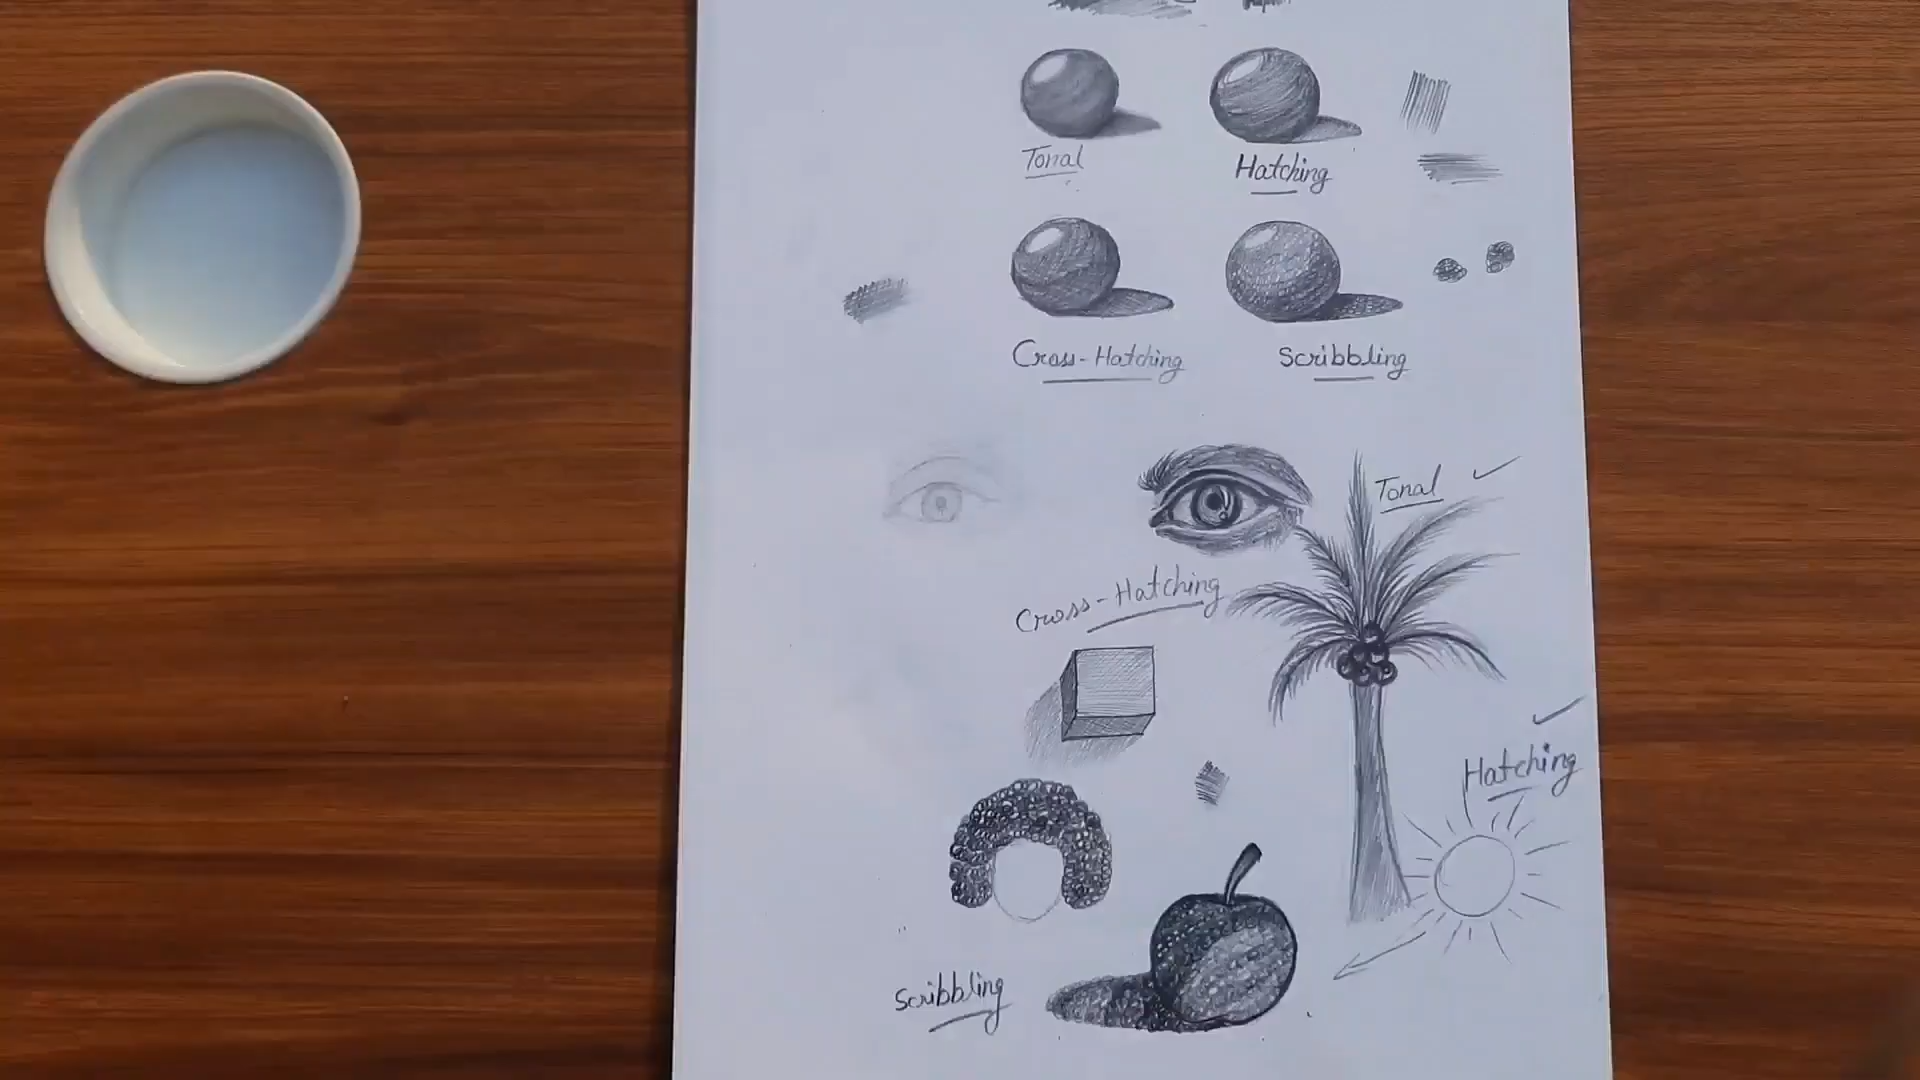 Tonal
Hatching
Cross-Hatching
Scribbling
Tonal
Cross-Hatching
Hatching
Scribbling